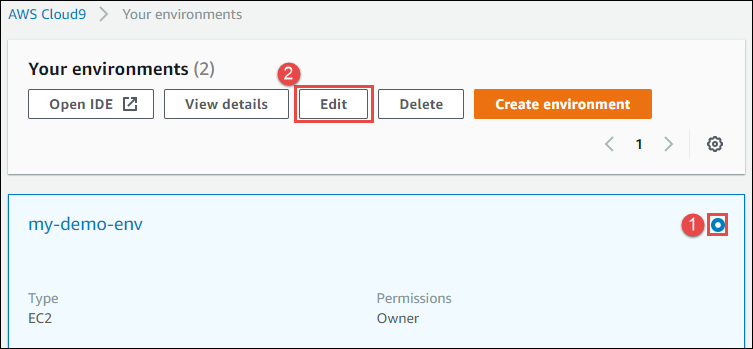 AWS Cloud9 > Your environments
Your environments (2)
2
Open IDE View details Edit Delete Create environment
< 1 >
my-demo-env 1
Type Permissions
EC2 Owner